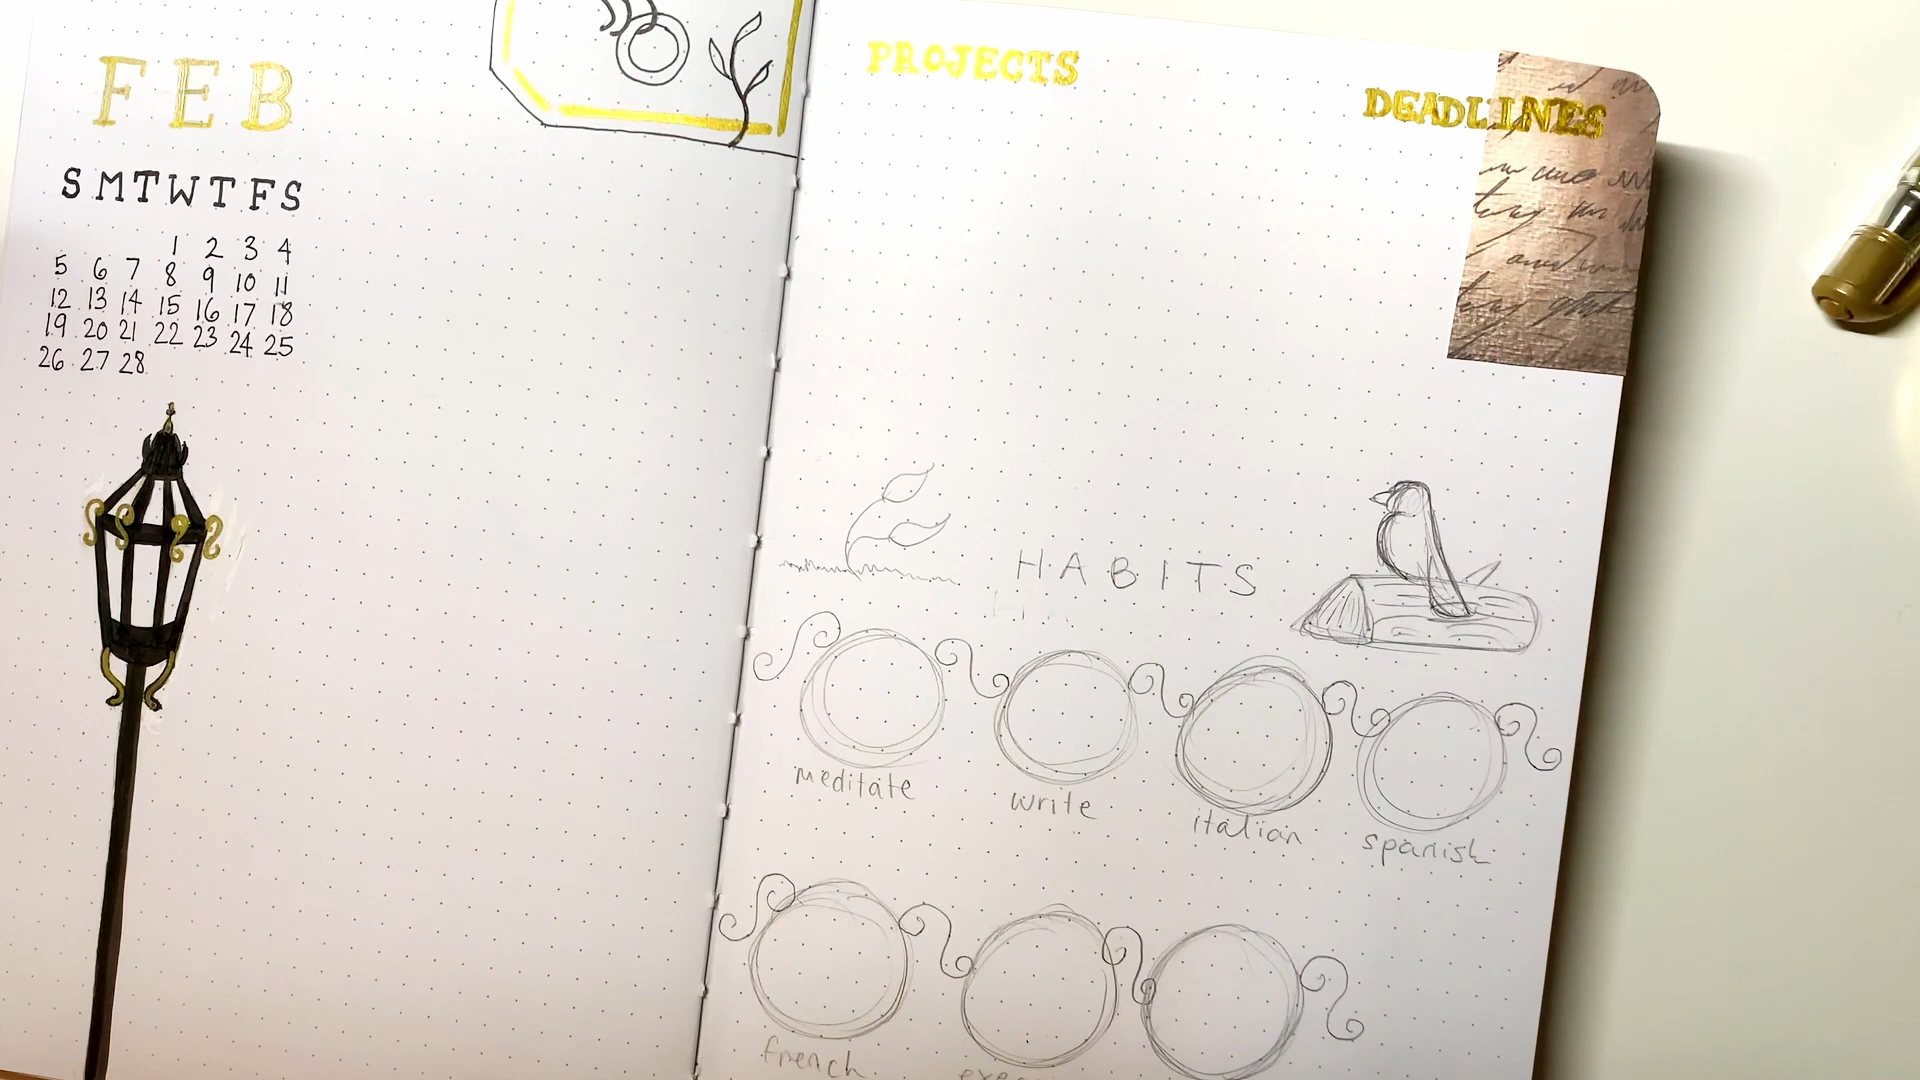 FEB
S M T W T F S
1 2 3 4
5 6 7 8 9 10 11
12 13 14 15 16 17 18
19 20 21 22 23 24 25
26 27 28
PROJECTS
DEADLINES
HABITS
meditate write italian spanish
french